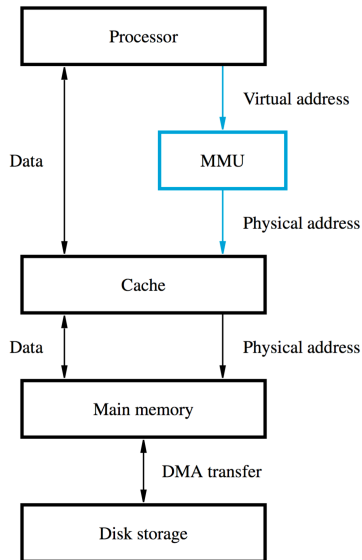 Processor
Virtual address
MMU
Data
Physical address
Cache
Data
Physical address
Main memory
DMA transfer
Disk storage